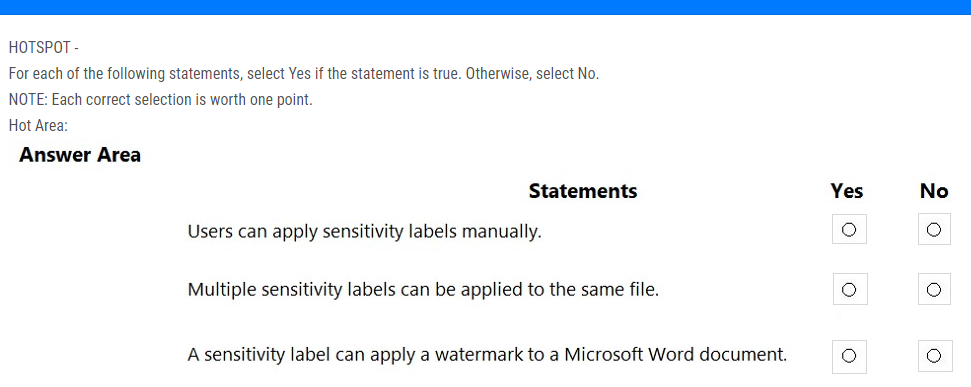 HOTSPOT -
For each of the following statements, select Yes if the statement is true. Otherwise, select No.
NOTE: Each correct selection is worth one point.
Hot Area:
Answer Area
Statements Yes No
Users can apply sensitivity labels manually.
Multiple sensitivity labels can be applied to the same file.
A sensitivity label can apply a watermark to a Microsoft Word document.